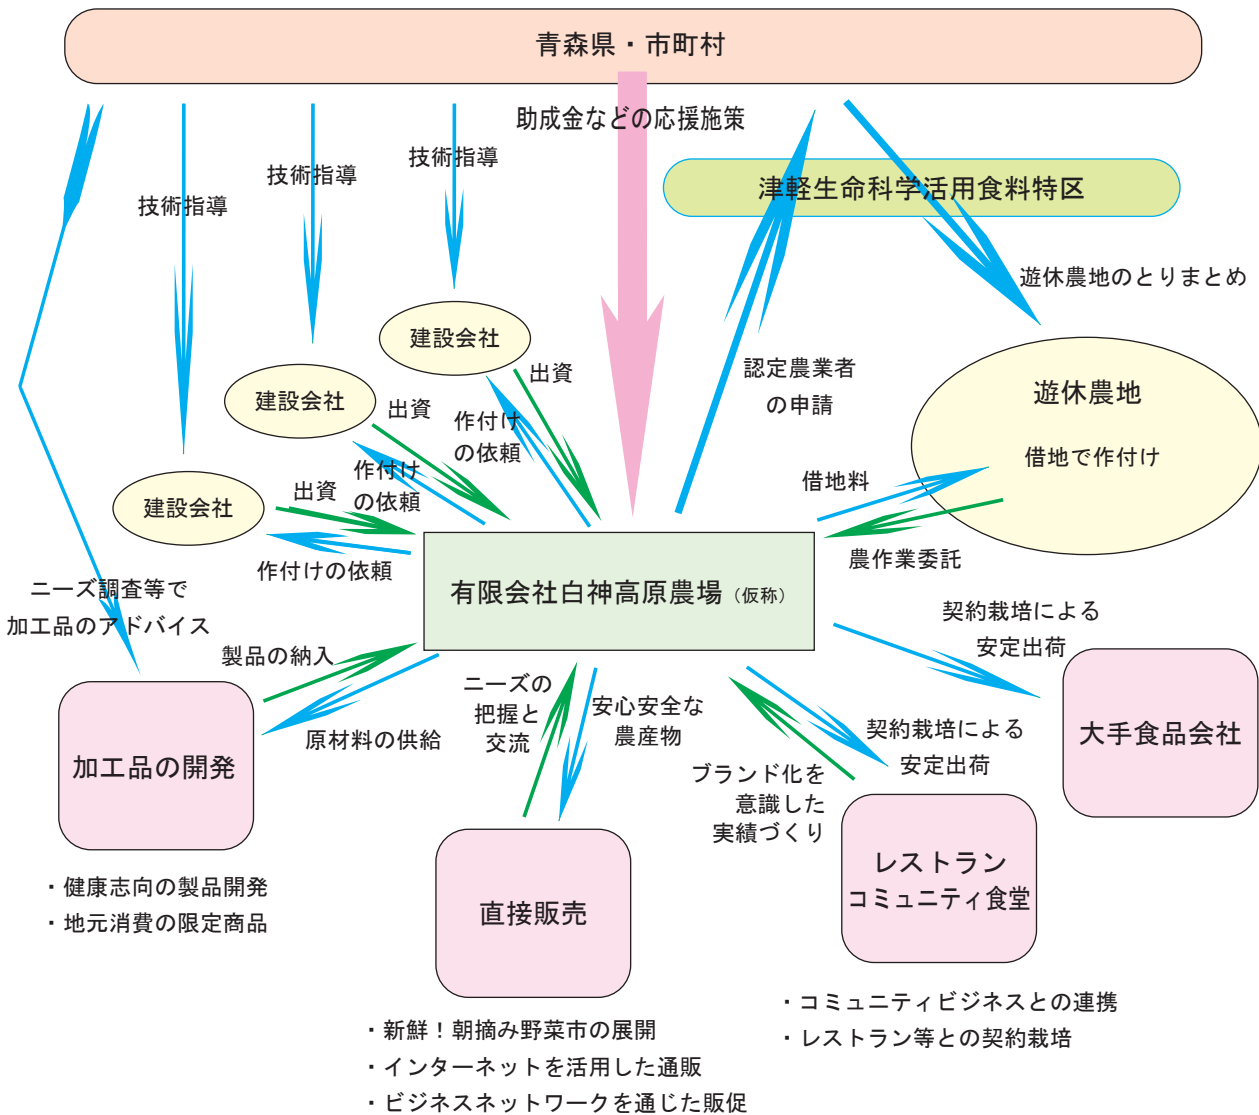 青森県・市町村
助成金などの応援施策
技術指導
技術指導
技術指導
津軽生命科学活用食料特区
遊休農地のとりまとめ
建設会社
出資
作付け
の依頼
建設会社
出資
作付け
の依頼
建設会社
出資
作付けの依頼
認定農業者
の申請
遊休農地
借地で作付け
借地料
農作業委託
ニーズ調査等で
加工品のアドバイス
有限会社白神高原農場（仮称）
製品の納入
原材料の供給
ニーズの
把握と
交流
安心安全な
農産物
契約栽培による
安定出荷
ブランド化を
意識した
実績づくり
契約栽培による
安定出荷
大手食品会社
加工品の開発
・健康志向の製品開発
・地元消費の限定商品
直接販売
・新鮮！朝摘み野菜市の展開
・インターネットを活用した通販
・ビジネスネットワークを通じた販促
レストラン
コミュニティ食堂
・コミュニティビジネスとの連携
・レストラン等との契約栽培